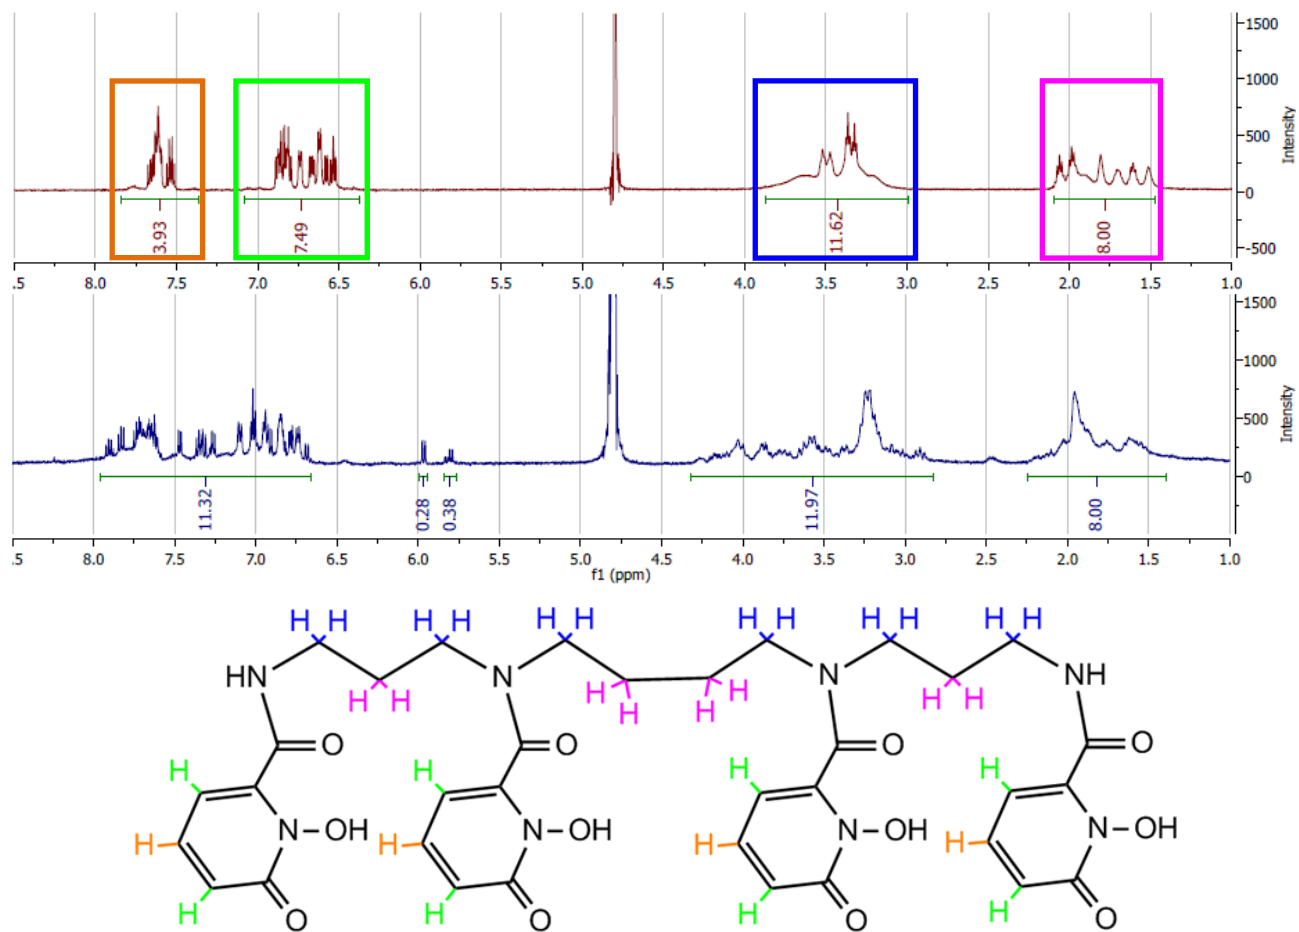 1500
1000
500
0
-500
Intensity
3.93
7.49
11.62
8.00
.5 8.0 7.5 7.0 6.5 6.0 5.5 5.0 4.5 4.0 3.5 3.0 2.5 2.0 1.5 1.0
1500
1000
500
0
Intensity
11.32
0.28
0.38
11.97
8.00
.5 8.0 7.5 7.0 6.5 6.0 5.5 5.0 4.5 4.0 3.5 3.0 2.5 2.0 1.5 1.0
f1 (ppm)
H H H H H H H H H H H H
HN N N NH
H H H H H H H H
O O O O
H H H H
N–OH N–OH N–OH N–OH
H H H H
H H H H
O O O O